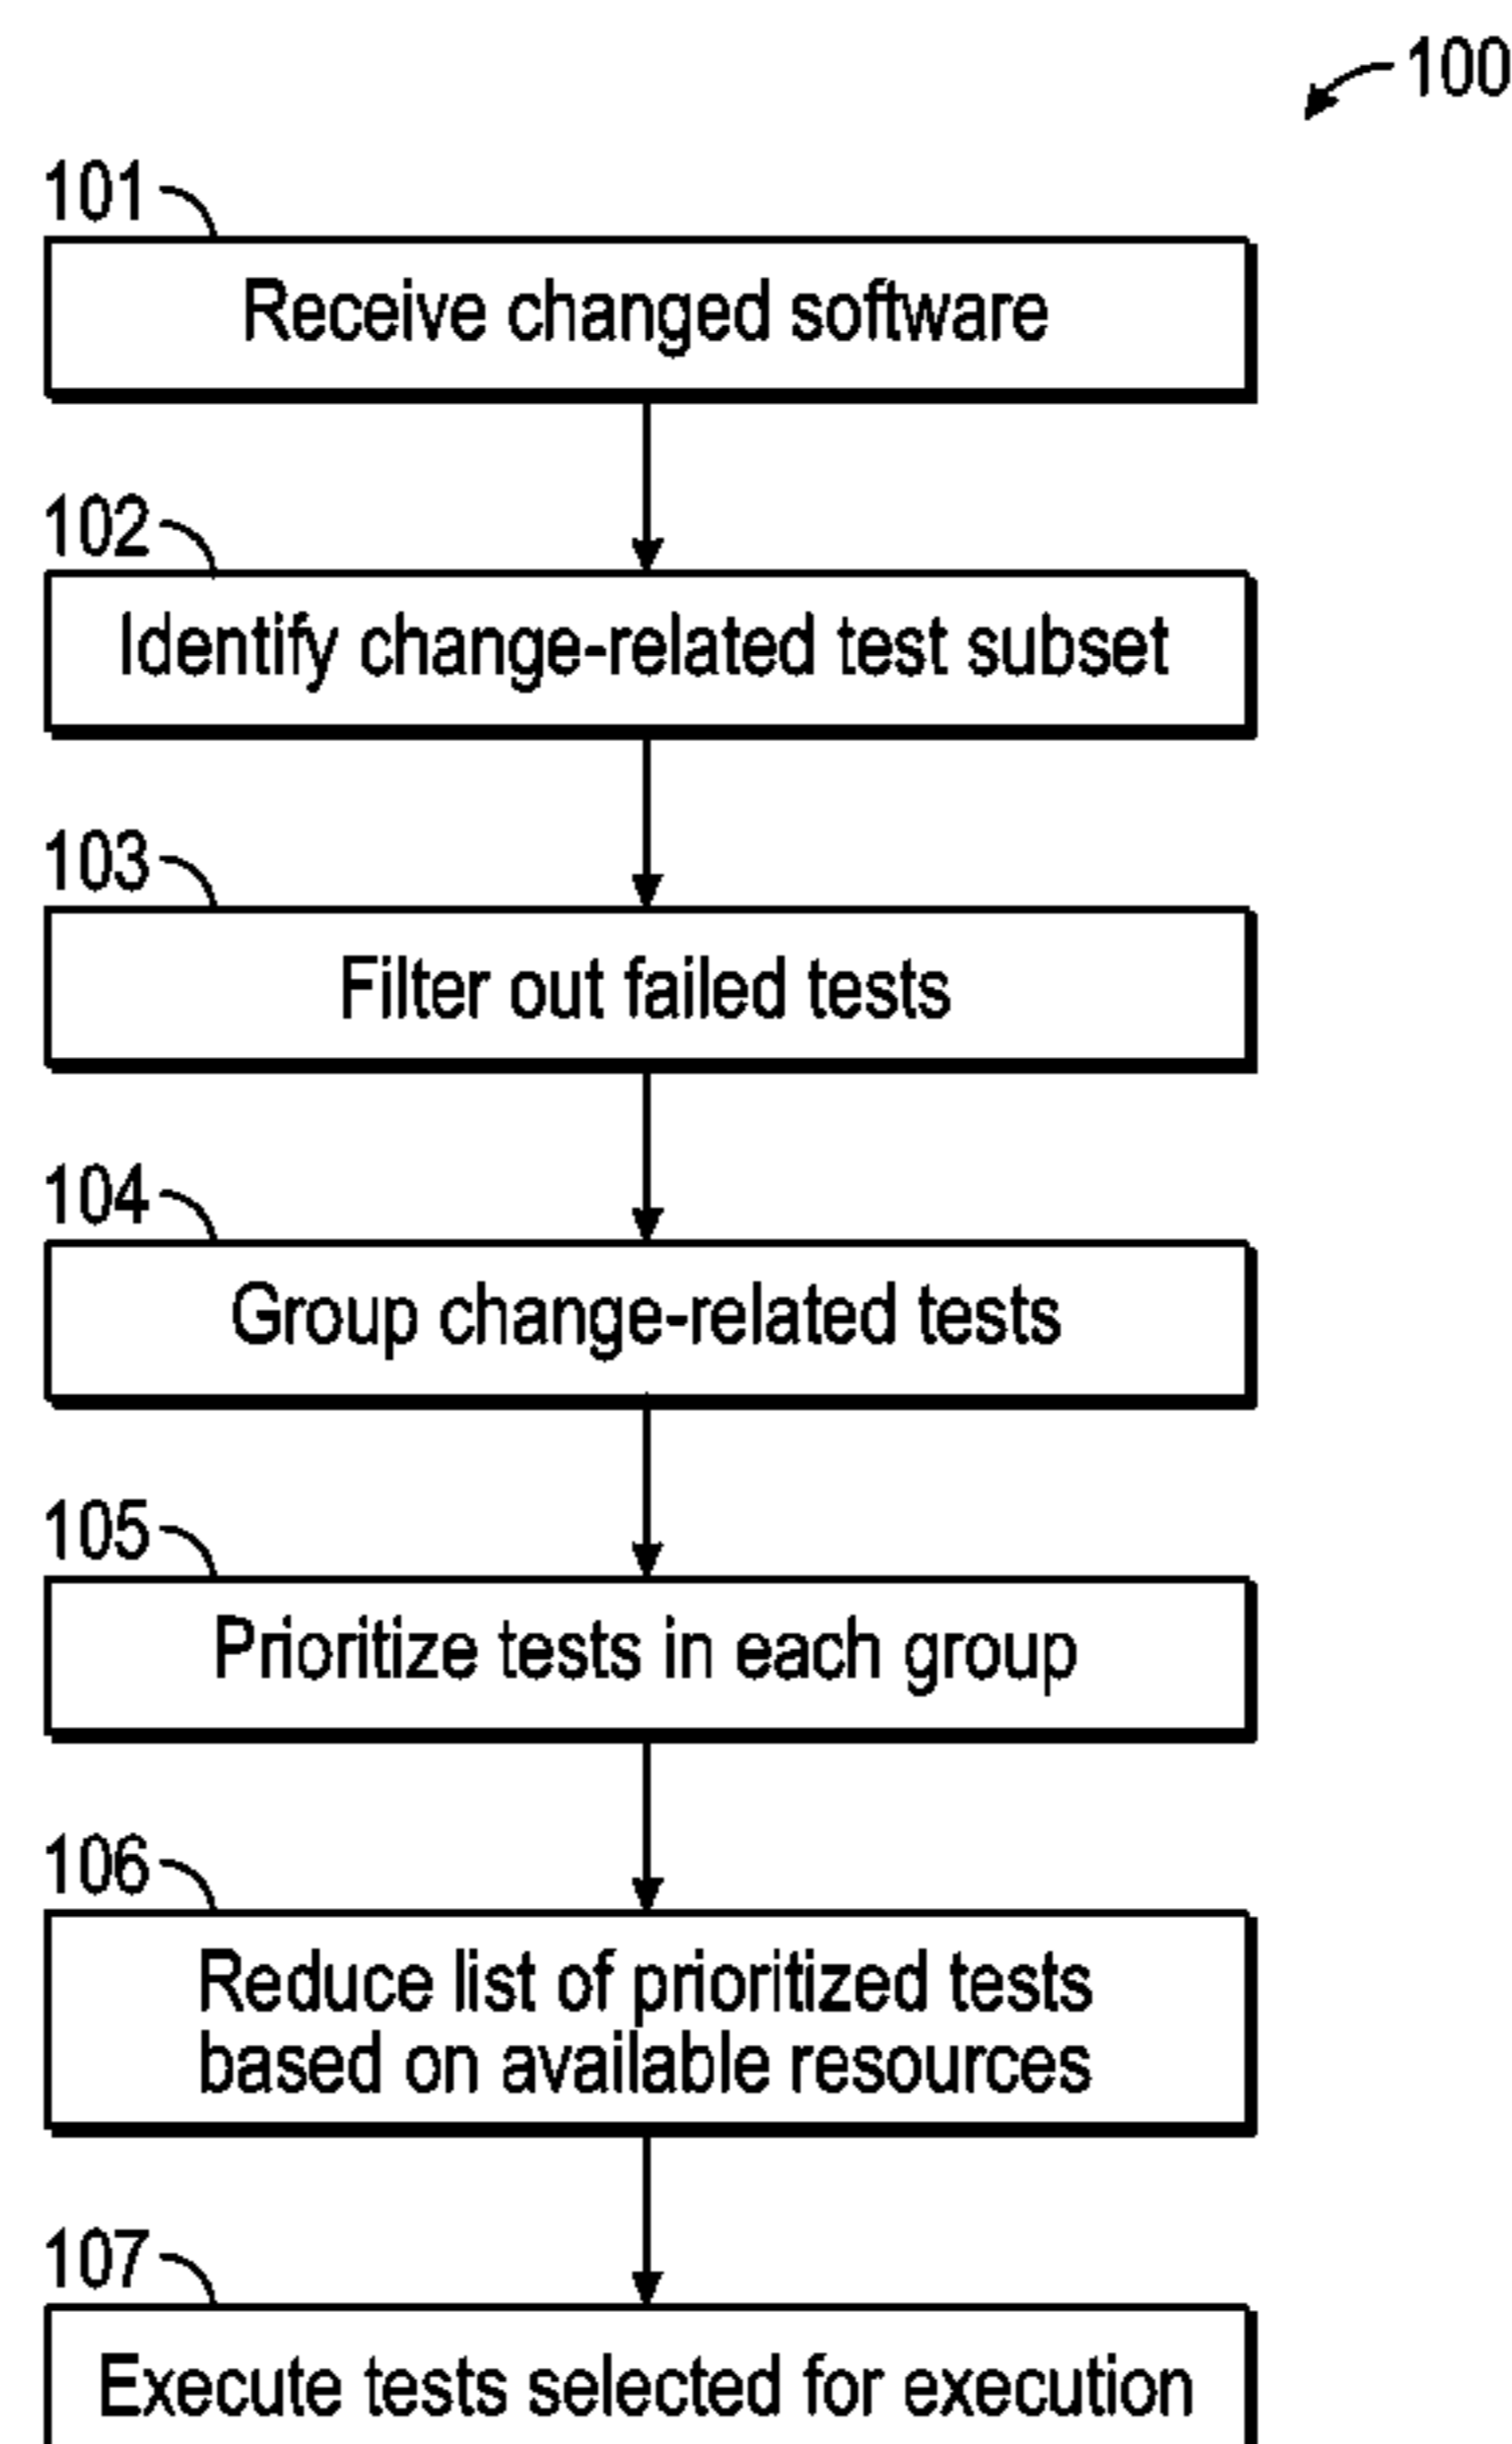 100
101
Receive changed software
102
Identify change-related test subset
103
Filter out failed tests
104
Group change-related tests
105
Prioritize tests in each group
106
Reduce list of prioritized tests
based on available resources
107
Execute tests selected for execution